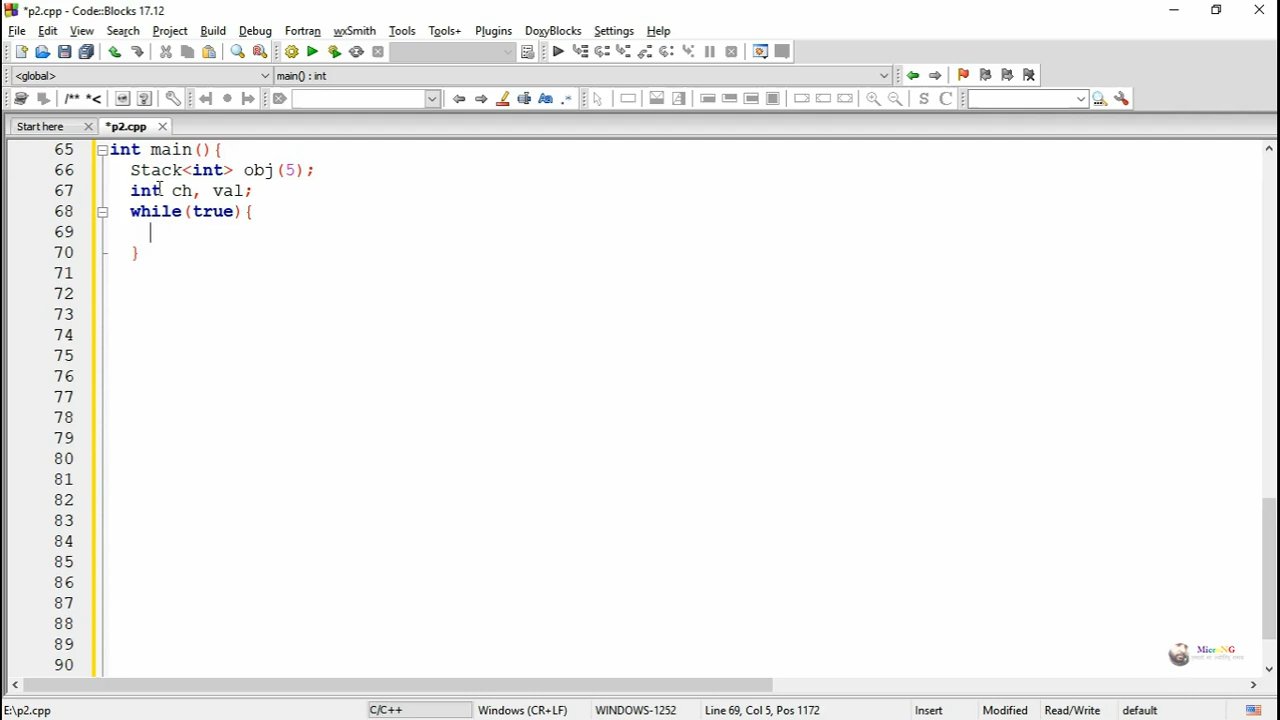 *p2.cpp - Code::Blocks 17.12
File Edit View Search Project Build Debug Fortran wxSmith Tools Tools+ Plugins DoxyBlocks Settings Help
<global> main() : int
/** *<
S C
Start here *p2.cpp
65 int main(){
66 Stack<int> obj(5);
67 int ch, val;
68 while(true){
69
70 }
71
72
73
74
75
76
77
78
79
80
81
82
83
84
85
86
87
88
89
90
MicroNG
E:\p2.cpp C/C++ Windows (CR+LF) WINDOWS-1252 Line 69, Col 5, Pos 1172 Insert Modified Read/Write default